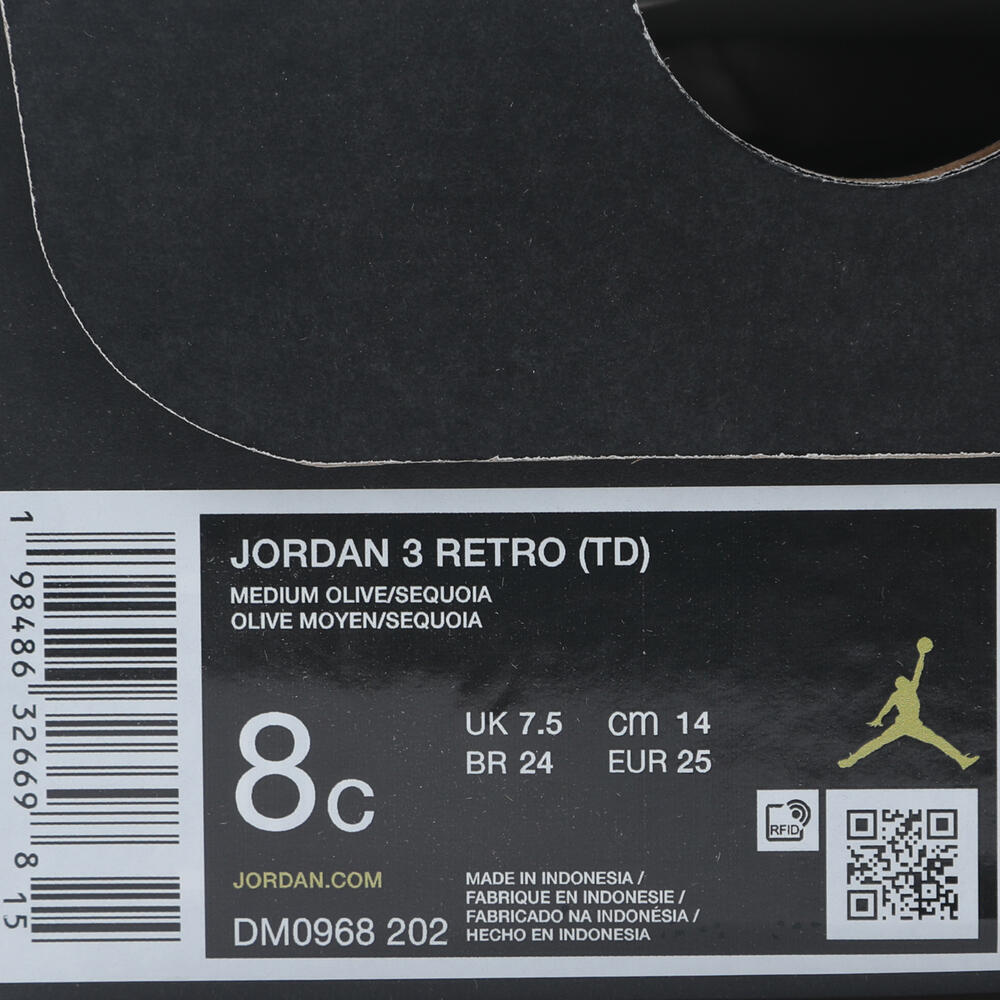 JORDAN 3 RETRO (TD)
MEDIUM OLIVE/SEQUOIA
OLIVE MOYEN/SEQUOIA
8C
UK 7.5 cm 14
BR 24 EUR 25
RFID
JORDAN.COM
DM0968 202
MADE IN INDONESIA /
FABRIQUE EN INDONESIE /
FABRICADO NA INDONÉSIA /
HECHO EN INDONESIA
1 98486 32669 8 15